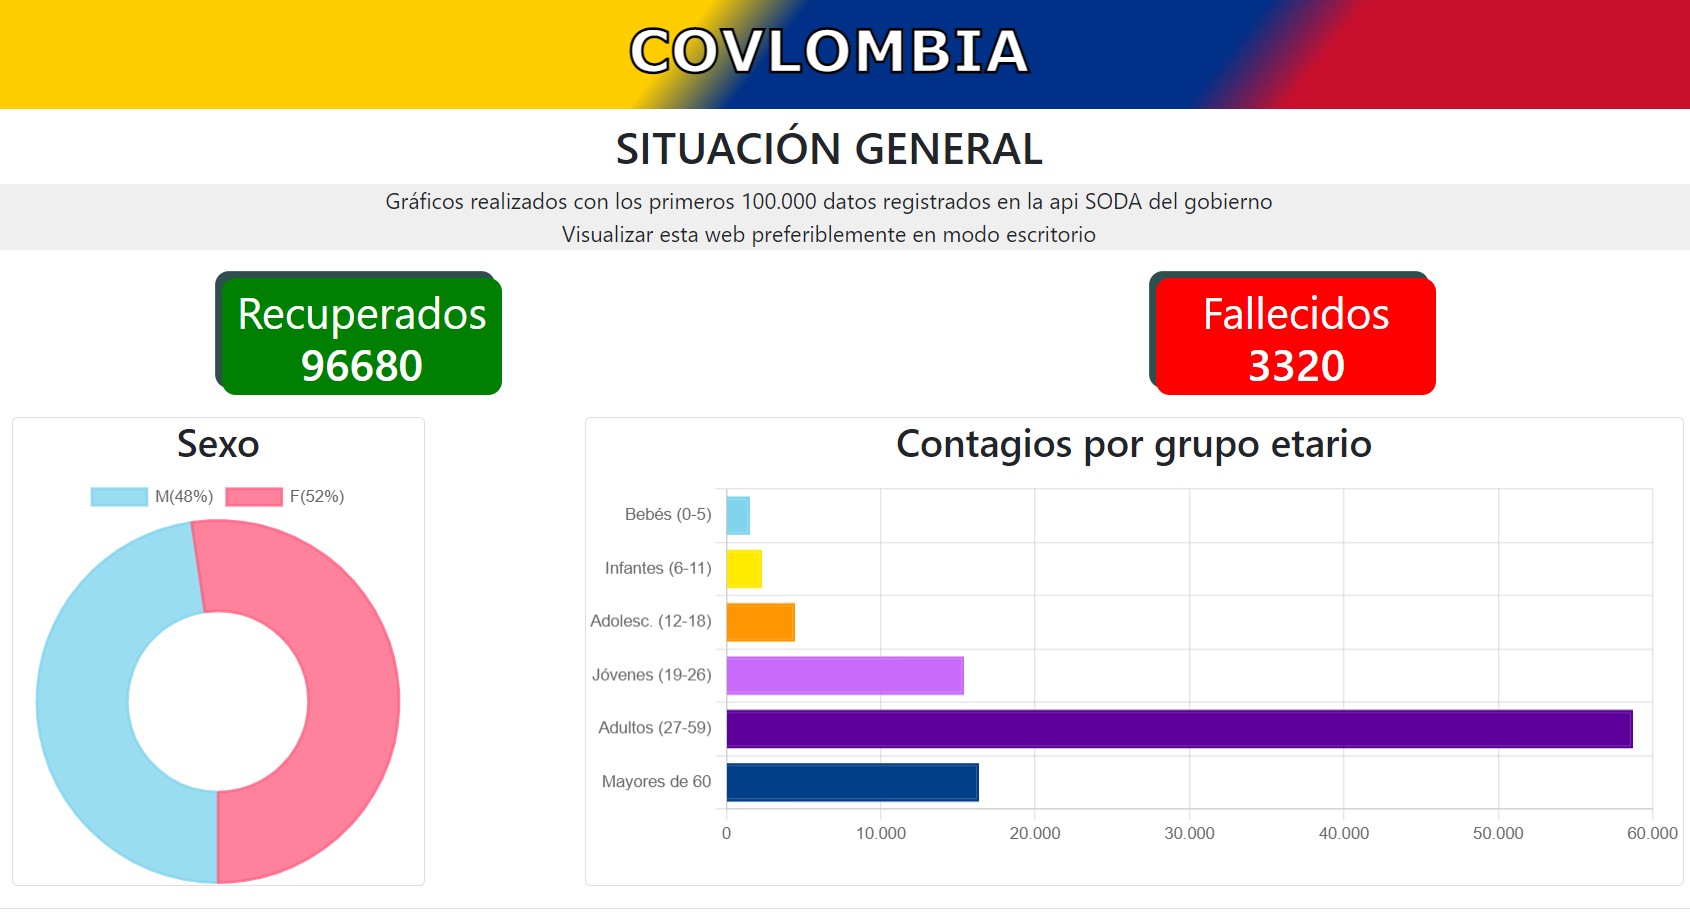 COVLOMBIA
SITUACIÓN GENERAL
Gráficos realizados con los primeros 100.000 datos registrados en la api SODA del gobierno
Visualizar esta web preferiblemente en modo escritorio
Recuperados
96680
Fallecidos
3320
Sexo
M(48%) F(52%)
Contagios por grupo etario
Bebés (0-5)
Infantes (6-11)
Adolesc. (12-18)
Jóvenes (19-26)
Adultos (27-59)
Mayores de 60
0 10.000 20.000 30.000 40.000 50.000 60.000